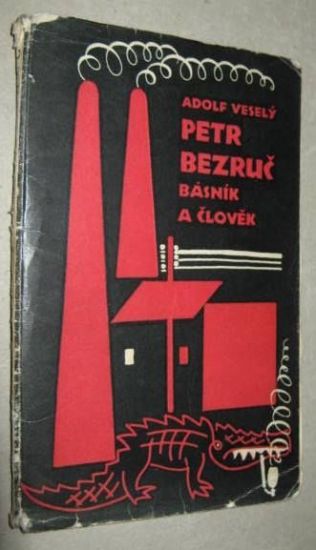 ADOLF VESELÝ
PETR
BEZRUČ
BÁSNÍK
A ČLOVĚK